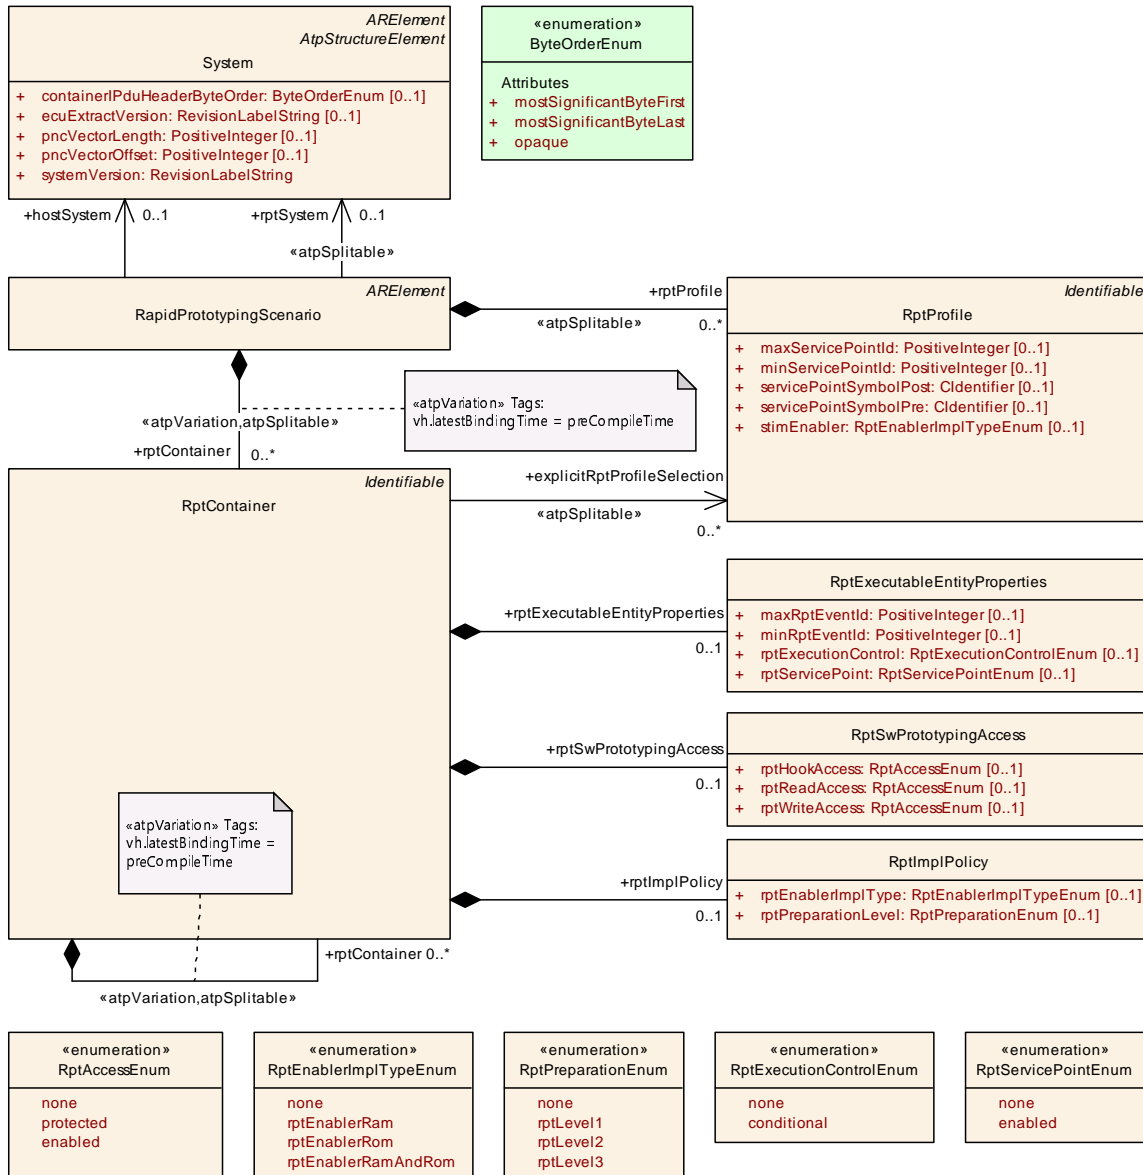 ARElement
AtpStructureElement
System
+ containerIPduHeaderByteOrder: ByteOrderEnum [0..1]
+ ecuExtractVersion: RevisionLabelString [0..1]
+ pncVectorLength: PositiveInteger [0..1]
+ pncVectorOffset: PositiveInteger [0..1]
+ systemVersion: RevisionLabelString
«enumeration»
ByteOrderEnum
Attributes
+ mostSignificantByteFirst
+ mostSignificantByteLast
+ opaque
+hostSystem 0..1
+rptSystem 0..1
«atpSplitable»
ARElement
RapidPrototypingScenario
+rptProfile
«atpSplitable» 0..*
Identifiable
RptProfile
+ maxServicePointId: PositiveInteger [0..1]
+ minServicePointId: PositiveInteger [0..1]
+ servicePointSymbolPost: CIdentifier [0..1]
+ servicePointSymbolPre: CIdentifier [0..1]
+ stimEnabler: RptEnablerImplTypeEnum [0..1]
«atpVariation» Tags:
vh.latestBindingTime = preCompileTime
«atpVariation,atpSplitable»
+rptContainer 0..*
Identifiable
RptContainer
+explicitRptProfileSelection
«atpSplitable»
0..*
+rptExecutableEntityProperties
0..1
RptExecutableEntityProperties
+ maxRptEventId: PositiveInteger [0..1]
+ minRptEventId: PositiveInteger [0..1]
+ rptExecutionControl: RptExecutionControlEnum [0..1]
+ rptServicePoint: RptServicePointEnum [0..1]
+rptSwPrototypingAccess
0..1
RptSwPrototypingAccess
+ rptHookAccess: RptAccessEnum [0..1]
+ rptReadAccess: RptAccessEnum [0..1]
+ rptWriteAccess: RptAccessEnum [0..1]
«atpVariation» Tags:
vh.latestBindingTime =
preCompileTime
+rptImplPolicy
0..1
RptImplPolicy
+ rptEnablerImplType: RptEnablerImplTypeEnum [0..1]
+ rptPreparationLevel: RptPreparationEnum [0..1]
+rptContainer 0..*
«atpVariation,atpSplitable»
«enumeration»
RptAccessEnum
none
protected
enabled
«enumeration»
RptEnablerImplTypeEnum
none
rptEnablerRam
rptEnablerRom
rptEnablerRamAndRom
«enumeration»
RptPreparationEnum
none
rptLevel1
rptLevel2
rptLevel3
«enumeration»
RptExecutionControlEnum
none
conditional
«enumeration»
RptServicePointEnum
none
enabled